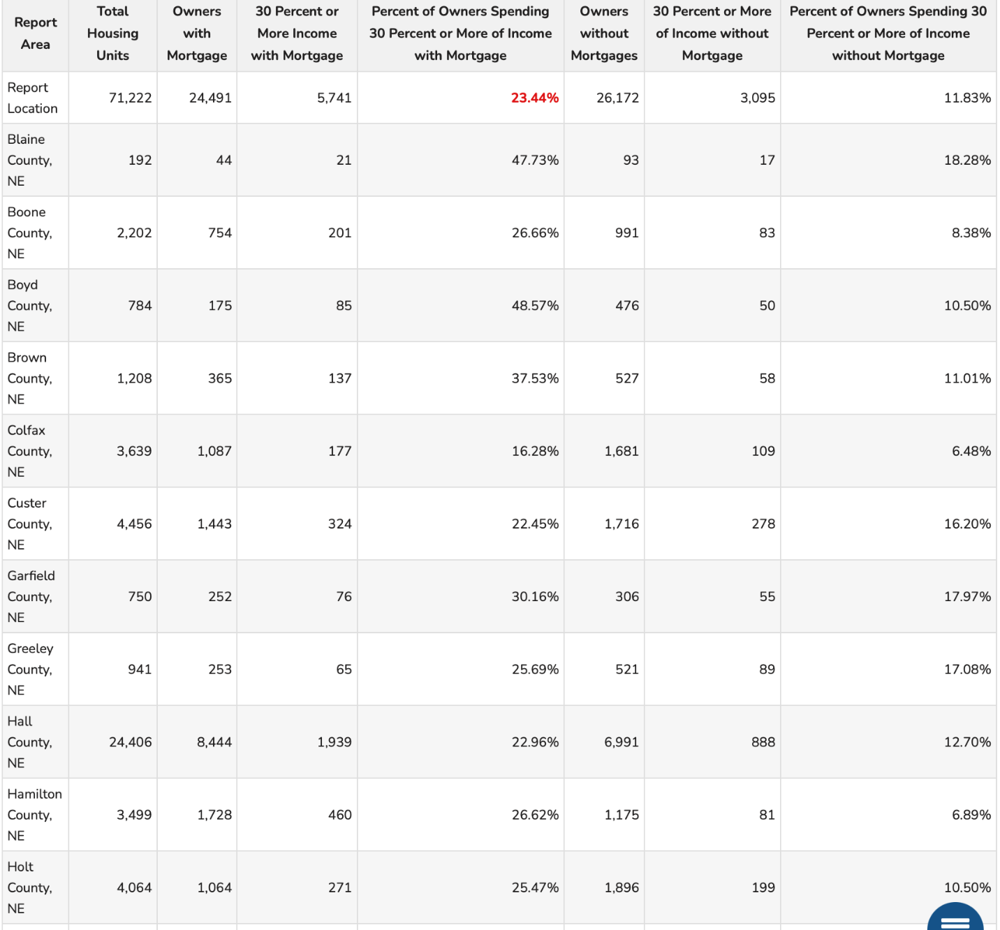 Report Area | Total Housing Units | Owners with Mortgage | 30 Percent or More Income with Mortgage | Percent of Owners Spending 30 Percent or More of Income with Mortgage | Owners without Mortgages | 30 Percent or More of Income without Mortgage | Percent of Owners Spending 30 Percent or More of Income without Mortgage
Report Location | 71,222 | 24,491 | 5,741 | 23.44% | 26,172 | 3,095 | 11.83%
Blaine County, NE | 192 | 44 | 21 | 47.73% | 93 | 17 | 18.28%
Boone County, NE | 2,202 | 754 | 201 | 26.66% | 991 | 83 | 8.38%
Boyd County, NE | 784 | 175 | 85 | 48.57% | 476 | 50 | 10.50%
Brown County, NE | 1,208 | 365 | 137 | 37.53% | 527 | 58 | 11.01%
Colfax County, NE | 3,639 | 1,087 | 177 | 16.28% | 1,681 | 109 | 6.48%
Custer County, NE | 4,456 | 1,443 | 324 | 22.45% | 1,716 | 278 | 16.20%
Garfield County, NE | 750 | 252 | 76 | 30.16% | 306 | 55 | 17.97%
Greeley County, NE | 941 | 253 | 65 | 25.69% | 521 | 89 | 17.08%
Hall County, NE | 24,406 | 8,444 | 1,939 | 22.96% | 6,991 | 888 | 12.70%
Hamilton County, NE | 3,499 | 1,728 | 460 | 26.62% | 1,175 | 81 | 6.89%
Holt County, NE | 4,064 | 1,064 | 271 | 25.47% | 1,896 | 199 | 10.50%